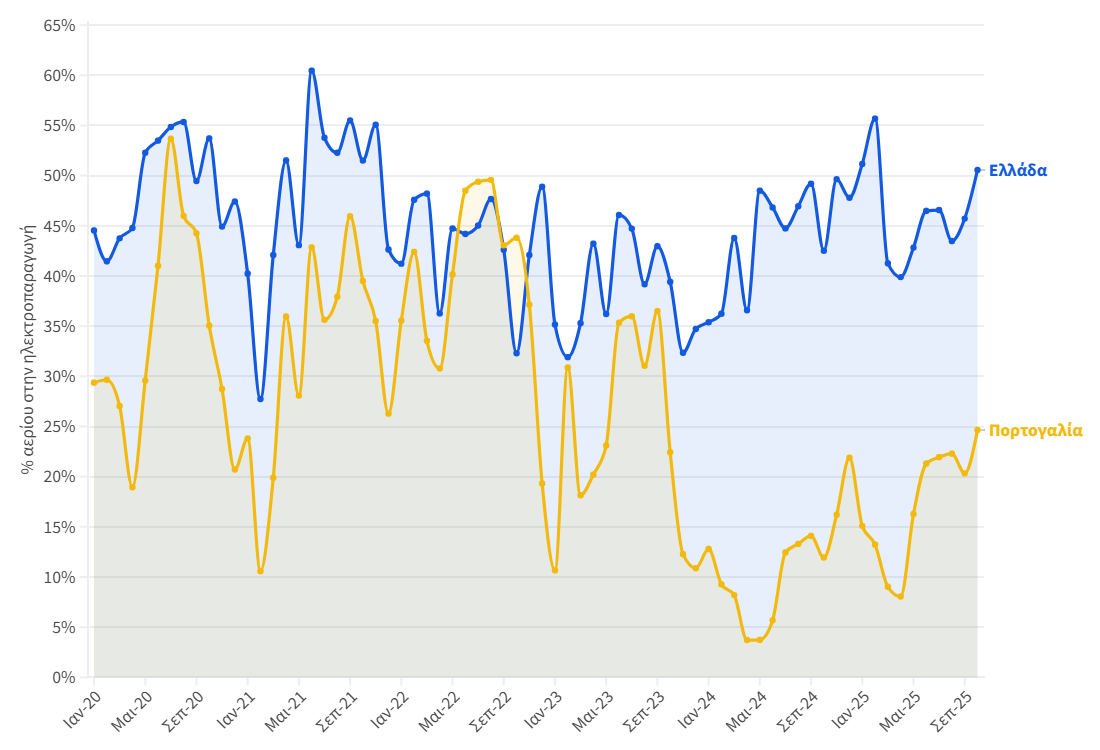 65%
60%
55%
50%
45%
40%
35%
30%
25%
20%
15%
10%
5%
0%
% αερίου στην ηλεκτροπαραγωγή
Ελλάδα
Πορτογαλία
Ιαν-20
Μαι-20
Σεπ-20
Ιαν-21
Μαι-21
Σεπ-21
Ιαν-22
Μαι-22
Σεπ-22
Ιαν-23
Μαι-23
Σεπ-23
Ιαν-24
Μαι-24
Σεπ-24
Ιαν-25
Μαι-25
Σεπ-25